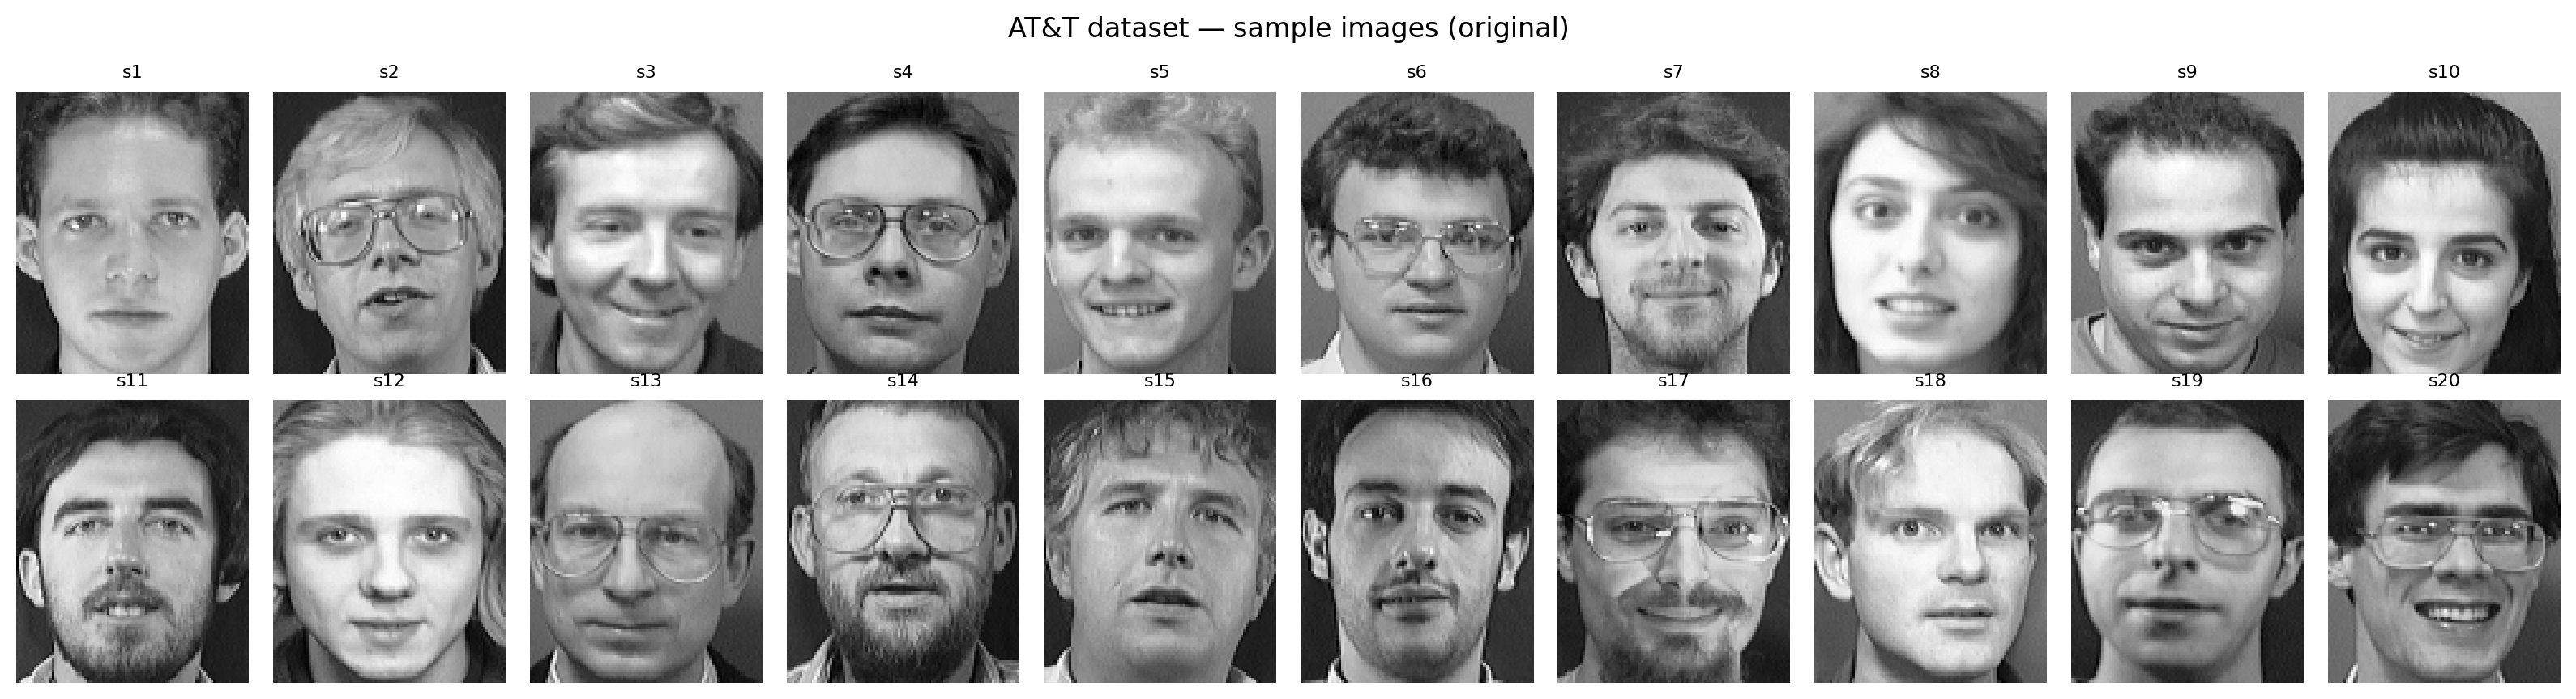 AT&T dataset — sample images (original)
s1 s2 s3 s4 s5 s6 s7 s8 s9 s10
s11 s12 s13 s14 s15 s16 s17 s18 s19 s20